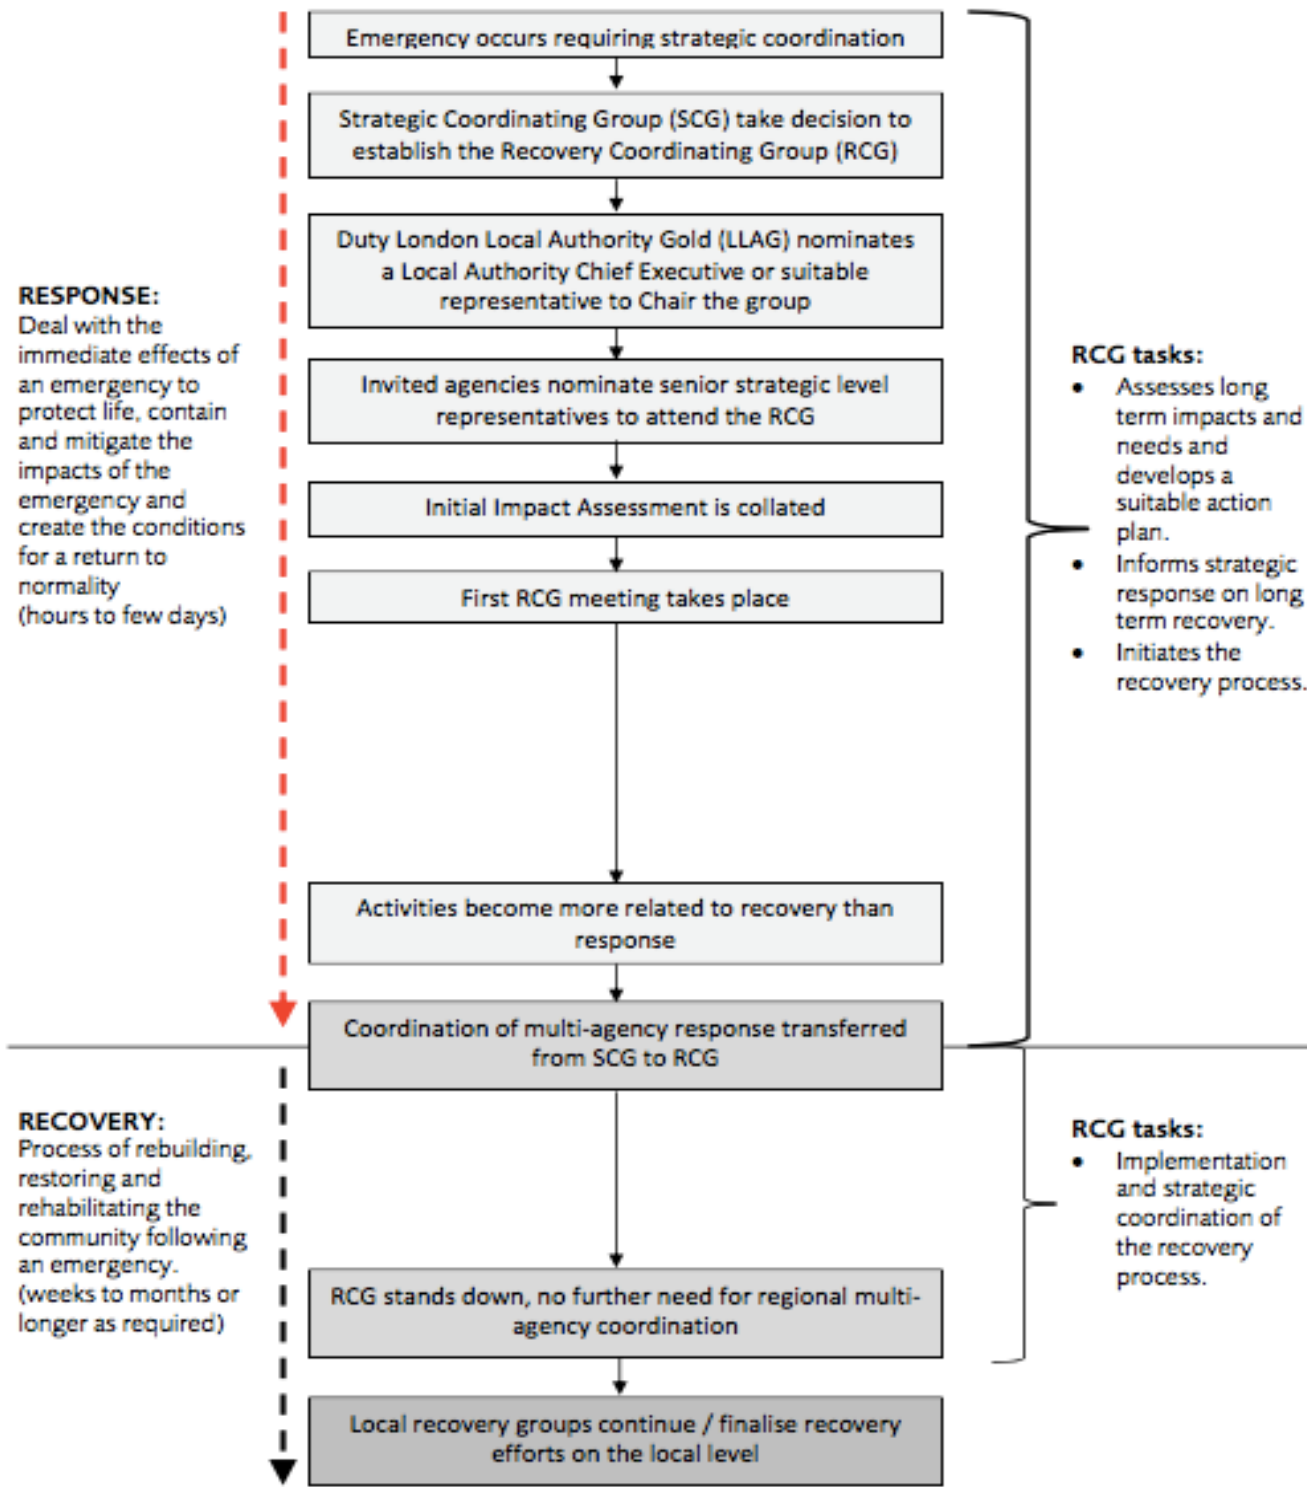 Emergency occurs requiring strategic coordination
Strategic Coordinating Group (SCG) take decision to
establish the Recovery Coordinating Group (RCG)
Duty London Local Authority Gold (LLAG) nominates
a Local Authority Chief Executive or suitable
representative to Chair the group
Invited agencies nominate senior strategic level
representatives to attend the RCG
Initial Impact Assessment is collated
First RCG meeting takes place
Activities become more related to recovery than
response
Coordination of multi-agency response transferred
from SCG to RCG
RCG stands down, no further need for regional multi-
agency coordination
Local recovery groups continue / finalise recovery
efforts on the local level
RESPONSE:
Deal with the
immediate effects of
an emergency to
protect life, contain
and mitigate the
impacts of the
emergency and
create the conditions
for a return to
normality
(hours to few days)
RCG tasks:
• Assesses long
term impacts and
needs and
develops a
suitable action
plan.
• Informs strategic
response on long
term recovery.
• Initiates the
recovery process.
RECOVERY:
Process of rebuilding,
restoring and
rehabilitating the
community following
an emergency.
(weeks to months or
longer as required)
RCG tasks:
• Implementation
and strategic
coordination of
the recovery
process.